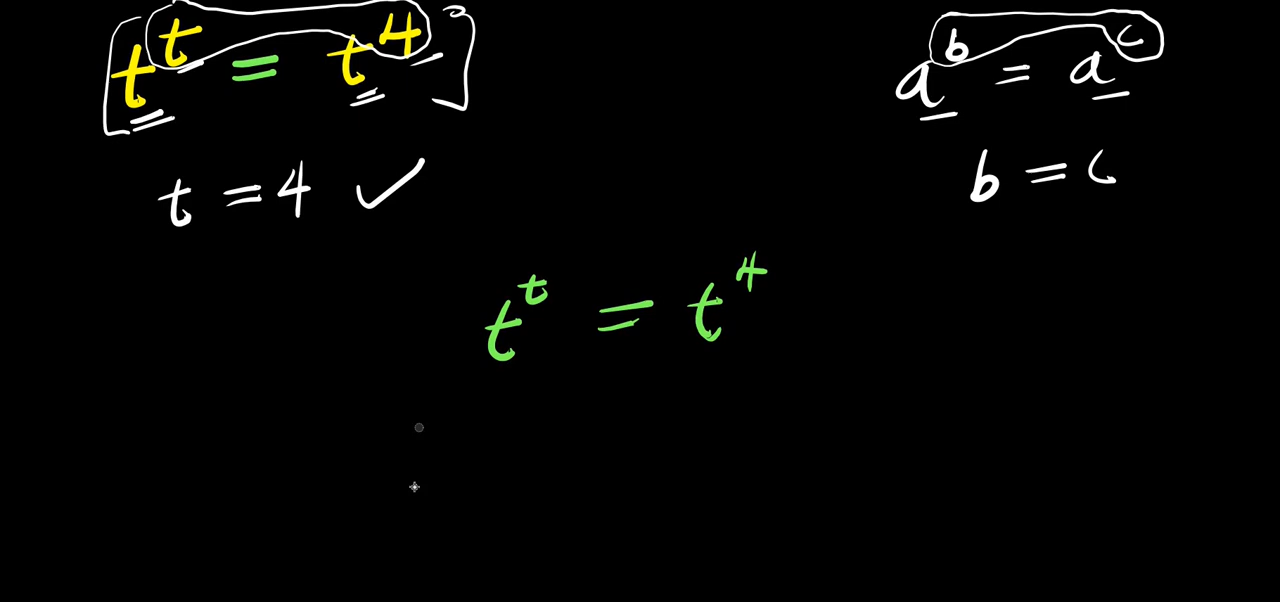 [t^t = t^4]
a^b = a^c
t = 4 ✓
b = c
t^t = t^4